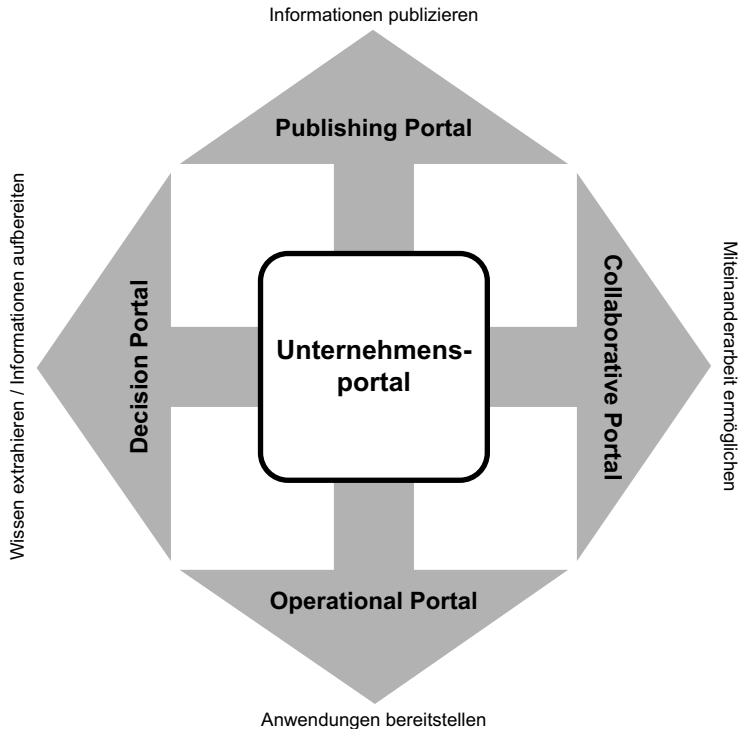 Informationen publizieren
Publishing Portal
Wissen extrahieren / Informationen aufbereiten
Decision Portal
Unternehmens-
portal
Collaborative Portal
Miteinanderarbeit ermöglichen
Operational Portal
Anwendungen bereitstellen